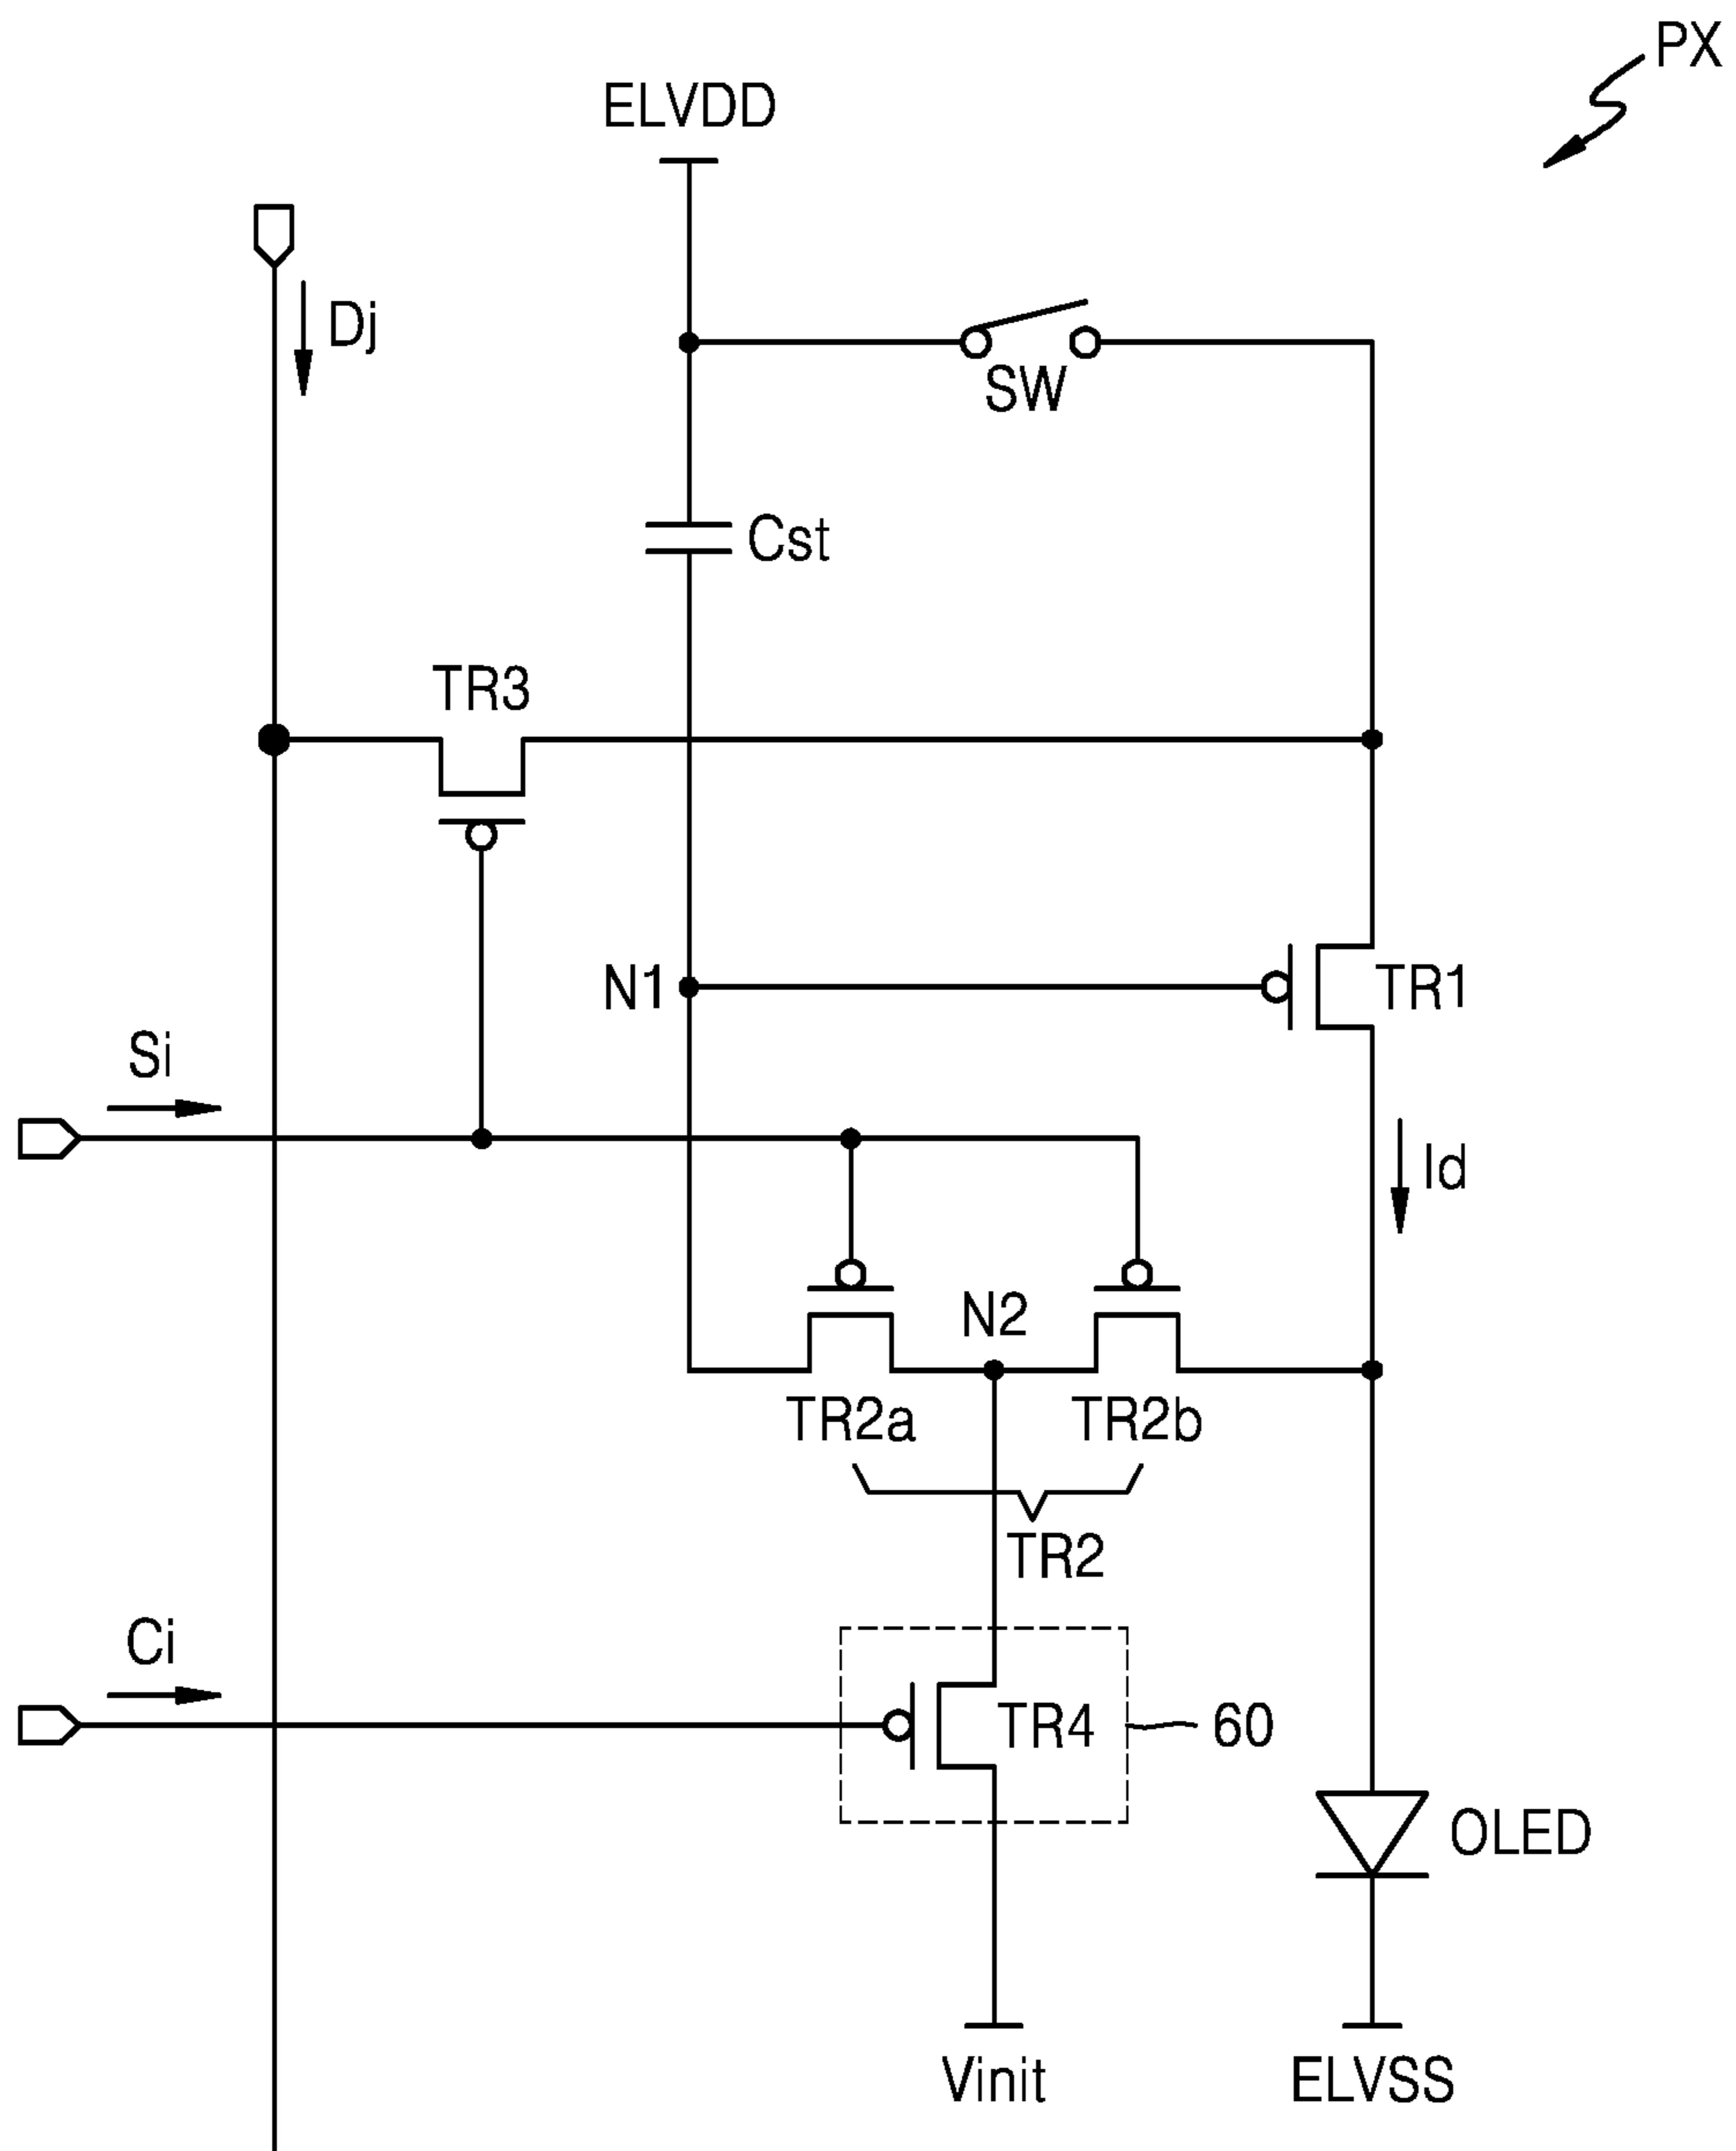 PX
ELVDD
Dj
SW
Cst
TR3
N1
TR1
Si
Id
N2
TR2a
TR2b
TR2
Ci
TR4
60
OLED
Vinit
ELVSS